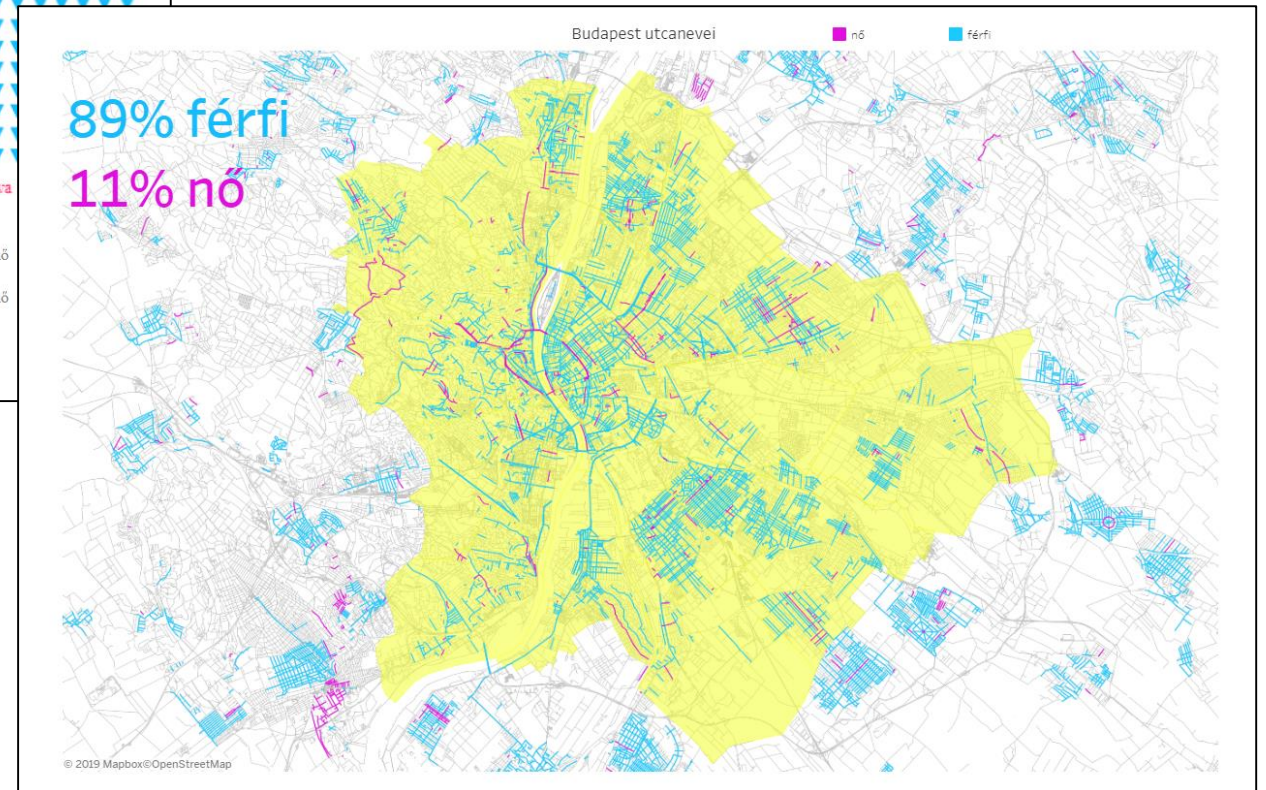 Budapest utcanevei
nő
férfi
89% férfi
11% nő
© 2019 Mapbox©OpenStreetMap